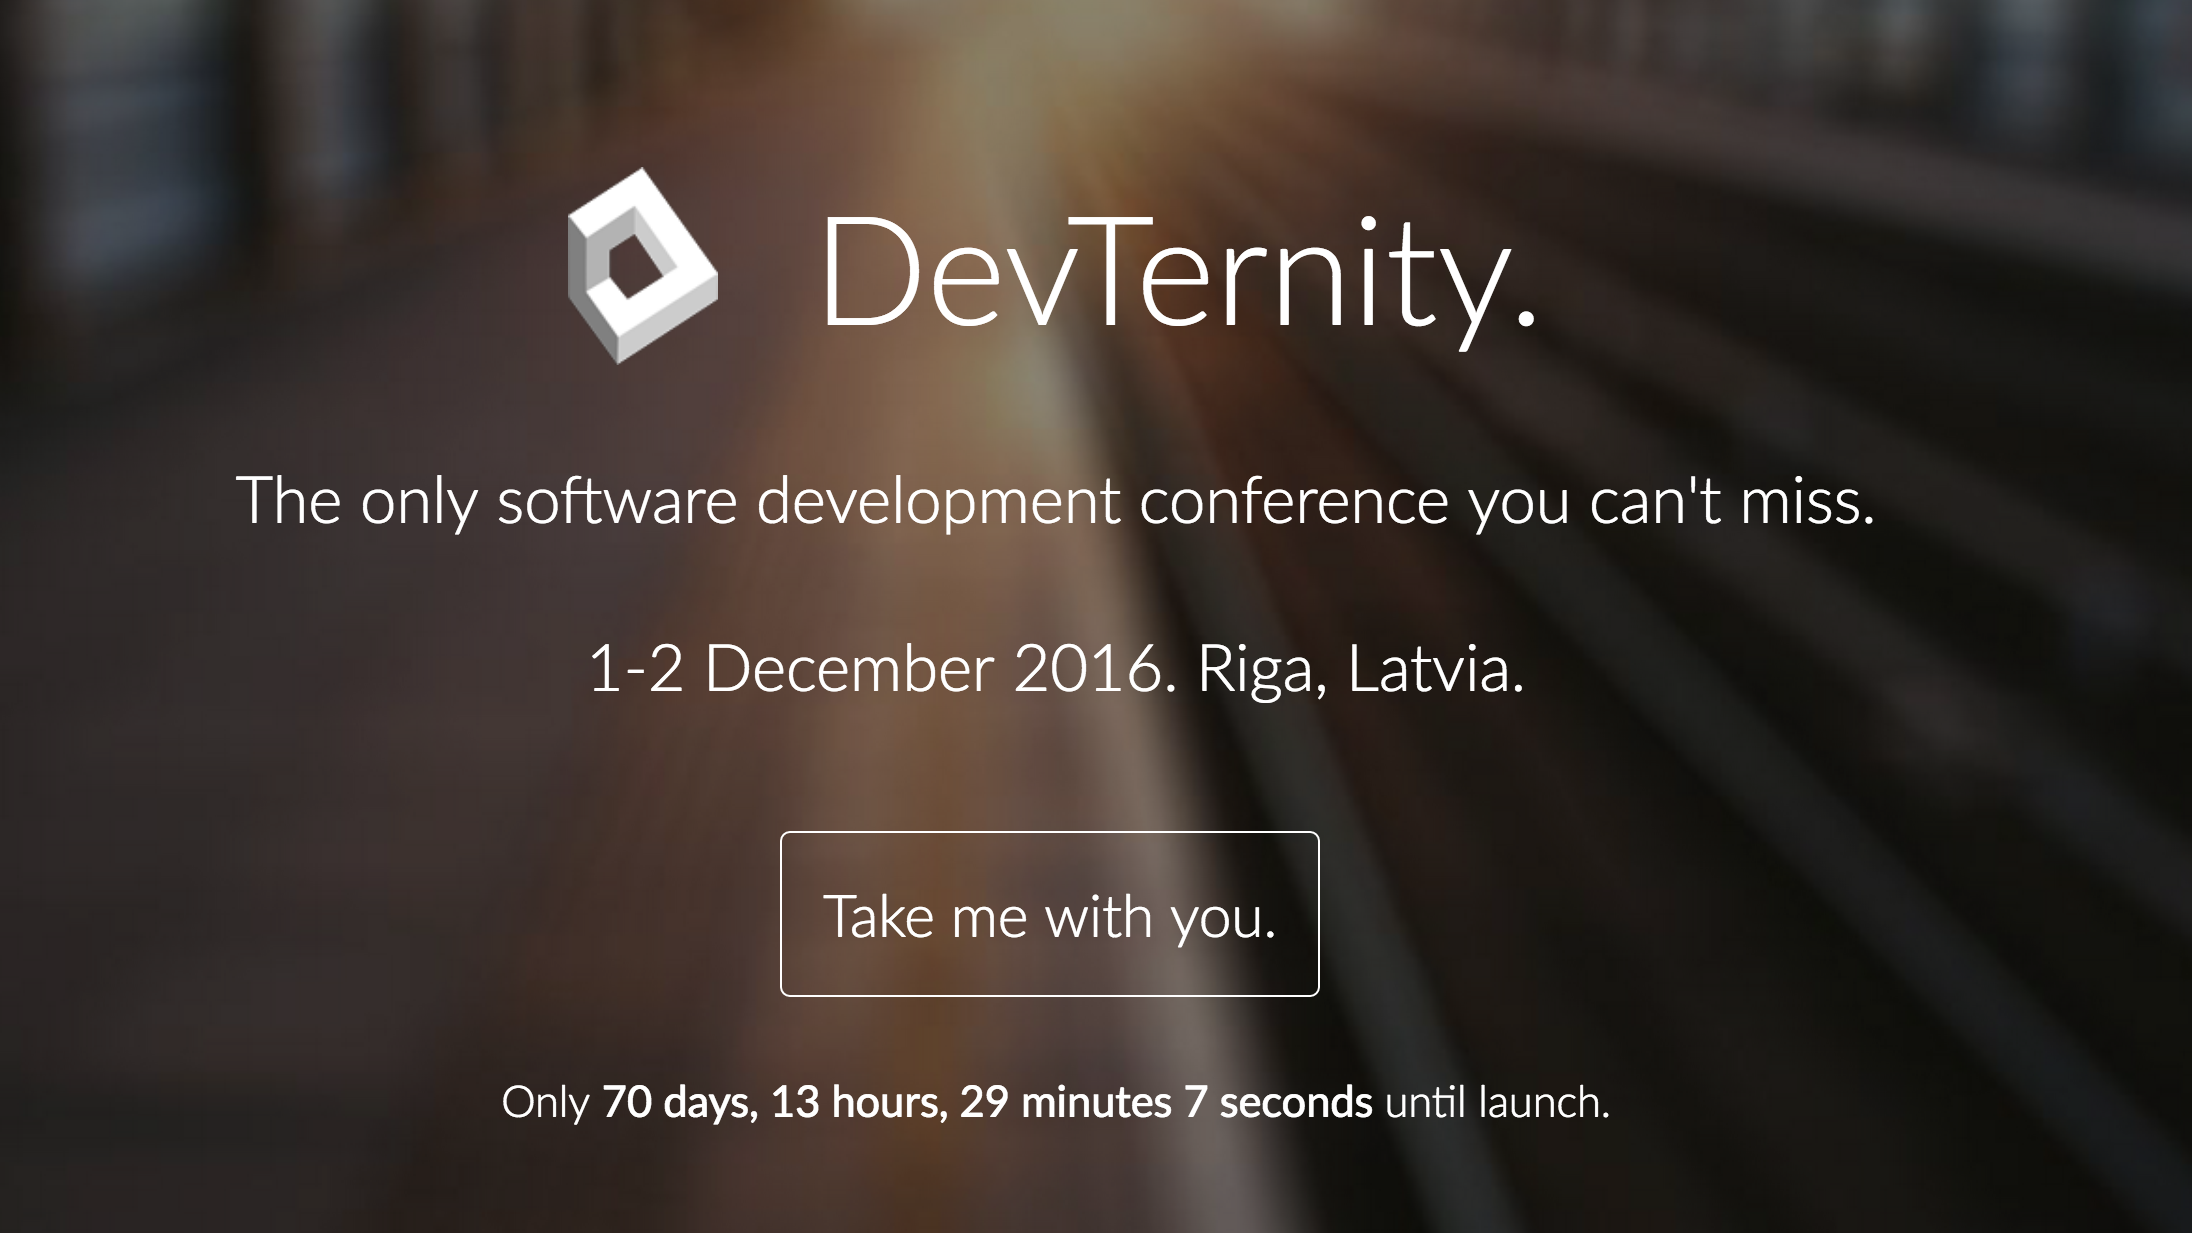 DevTernity.
The only software development conference you can't miss.
1-2 December 2016. Riga, Latvia.
Take me with you.
Only 70 days, 13 hours, 29 minutes 7 seconds until launch.